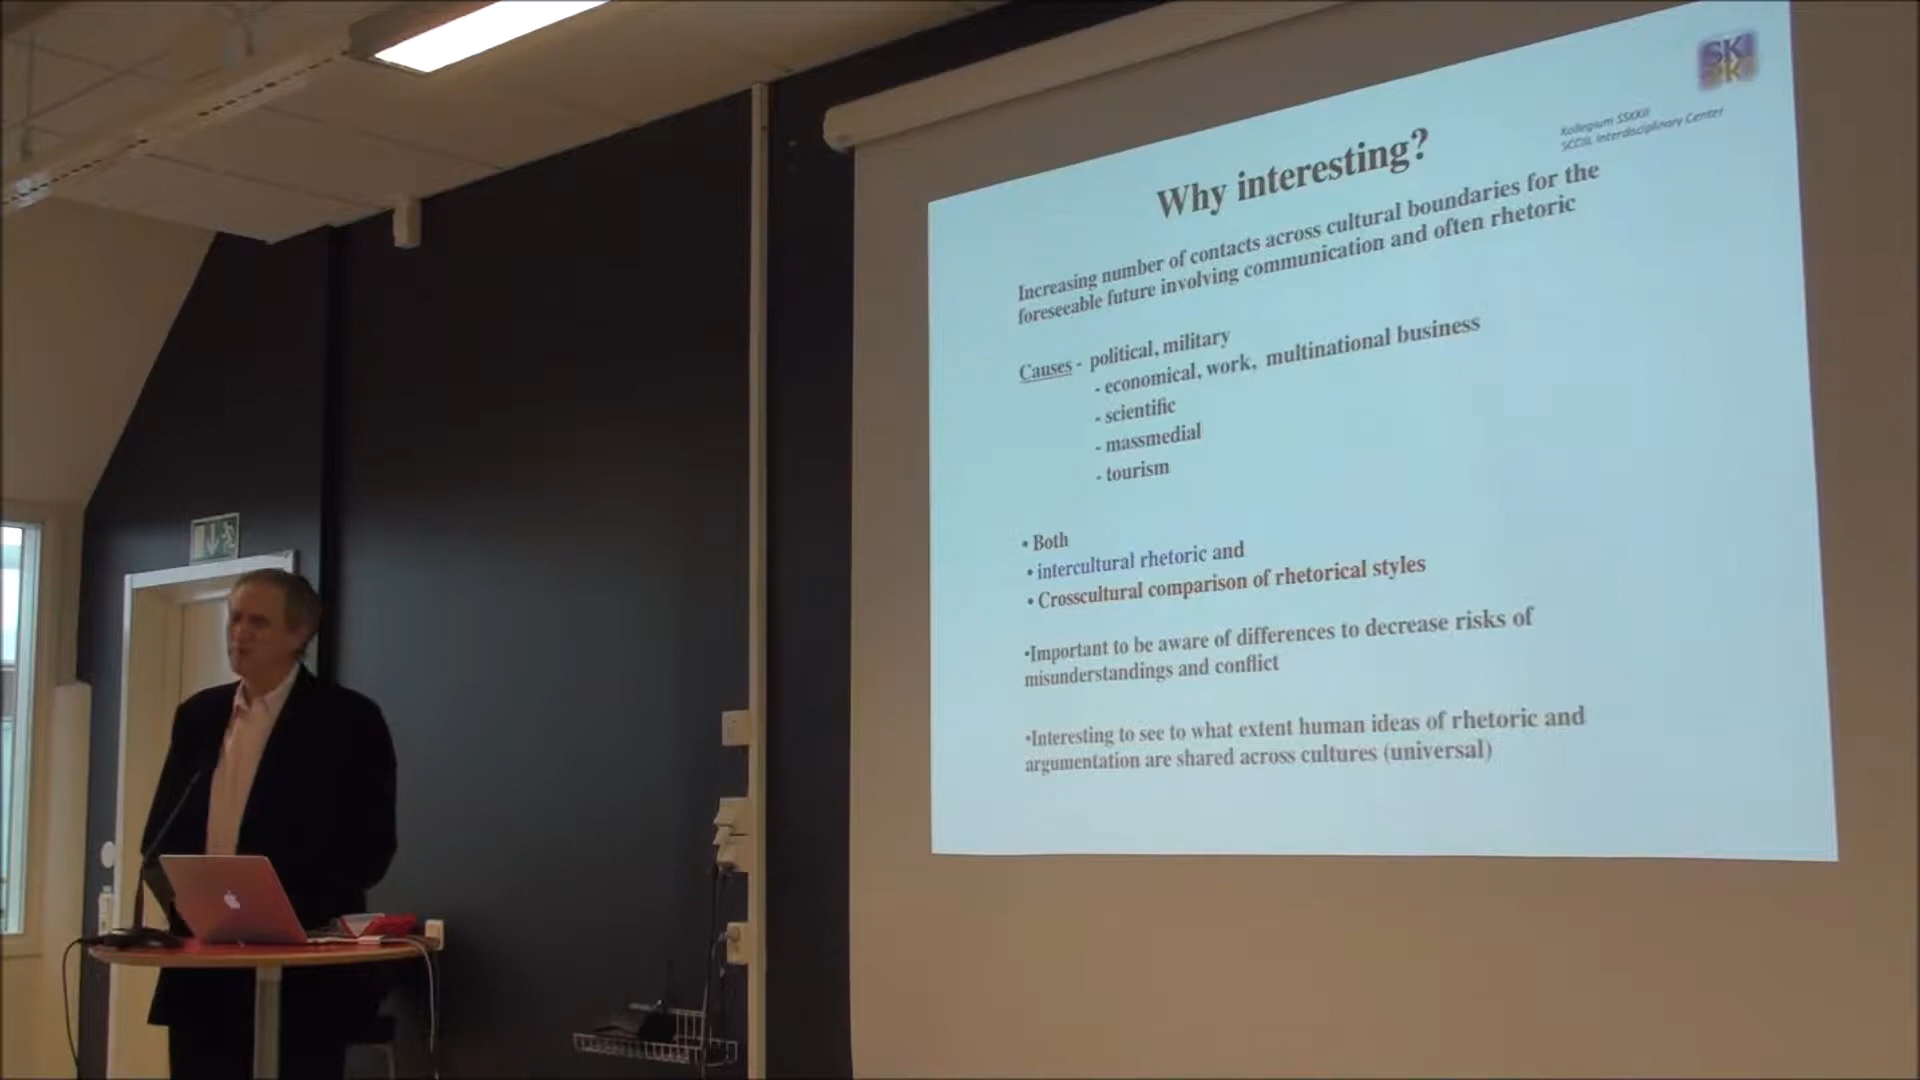 SK
Kollegium SSKKII
SCCIIL Interdisciplinary Center
Why interesting?
Increasing number of contacts across cultural boundaries for the
foreseeable future involving communication and often rhetoric
Causes - political, military
- economical, work, multinational business
- scientific
- massmedial
- tourism
• Both
• intercultural rhetoric and
• Crosscultural comparison of rhetorical styles
•Important to be aware of differences to decrease risks of
misunderstandings and conflict
•Interesting to see to what extent human ideas of rhetoric and
argumentation are shared across cultures (universal)